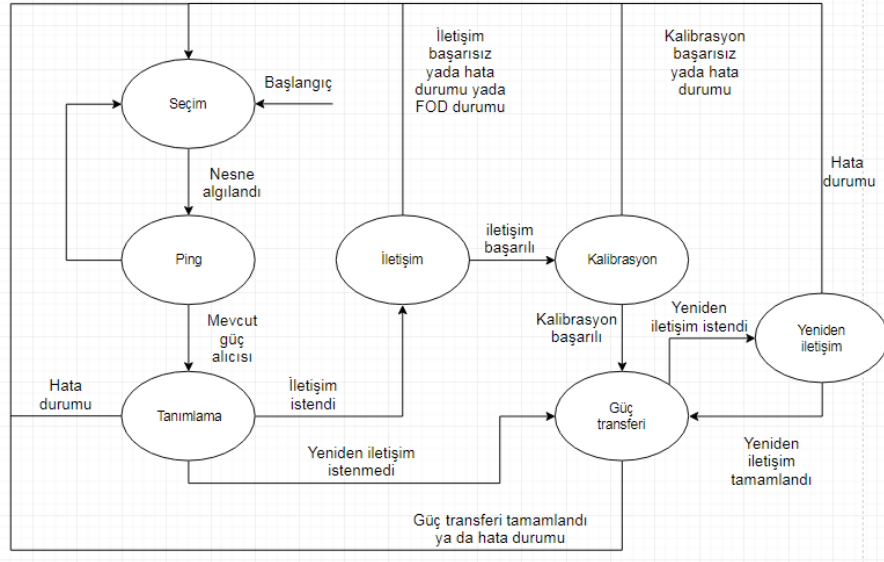 İletişim
başarısız
yada hata
durumu yada
FOD durumu
Kalibrasyon
başarısız
yada hata
durumu
Başlangıç
Seçim
Hata
durumu
Nesne
algılandı
iletişim
başarılı
Ping
İletişim
Kalibrasyon
Mevcut
güç
alıcısı
Kalibrasyon
başarılı
Yeniden
iletişim istendi
Yeniden
iletişim
Hata
durumu
İletişim
istendi
Tanımlama
Güç
transferi
Yeniden iletişim
istenmedi
Yeniden
iletişim
tamamlandı
Güç transferi tamamlandı
ya da hata durumu